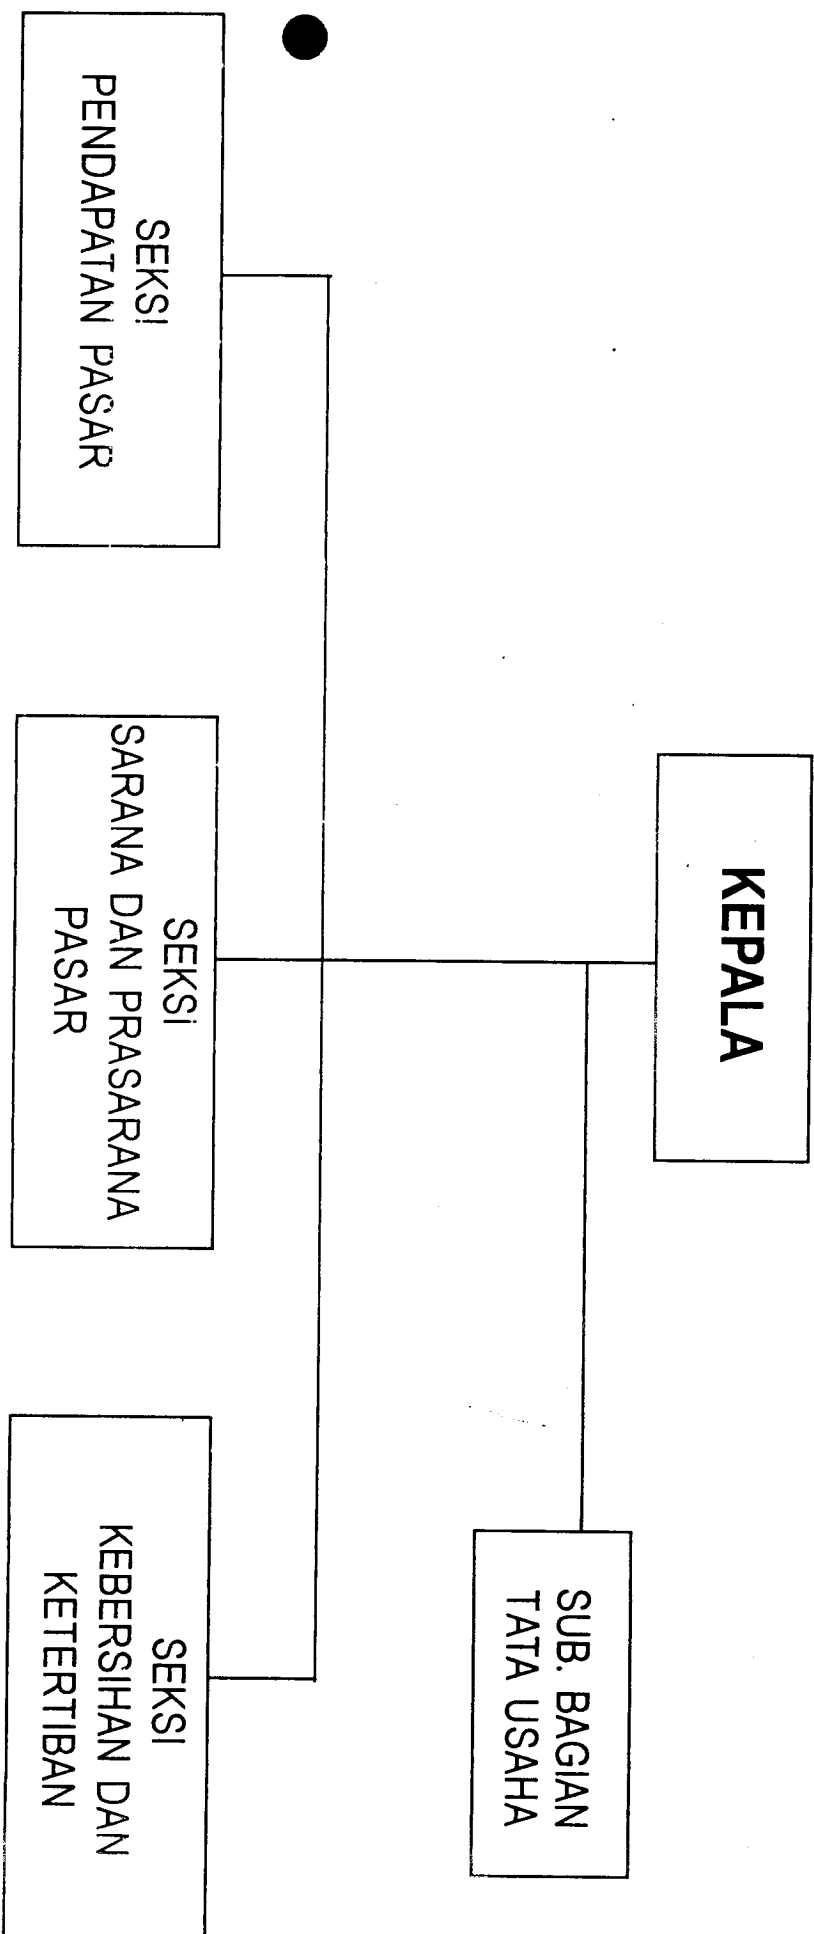 KEPALA
SUB. BAGIAN
TATA USAHA
SEKSI
PENDAPATAN PASAR
SEKSI
SARANA DAN PRASARANA
PASAR
SEKSI
KEBERSIHAN DAN
KETERTIBAN